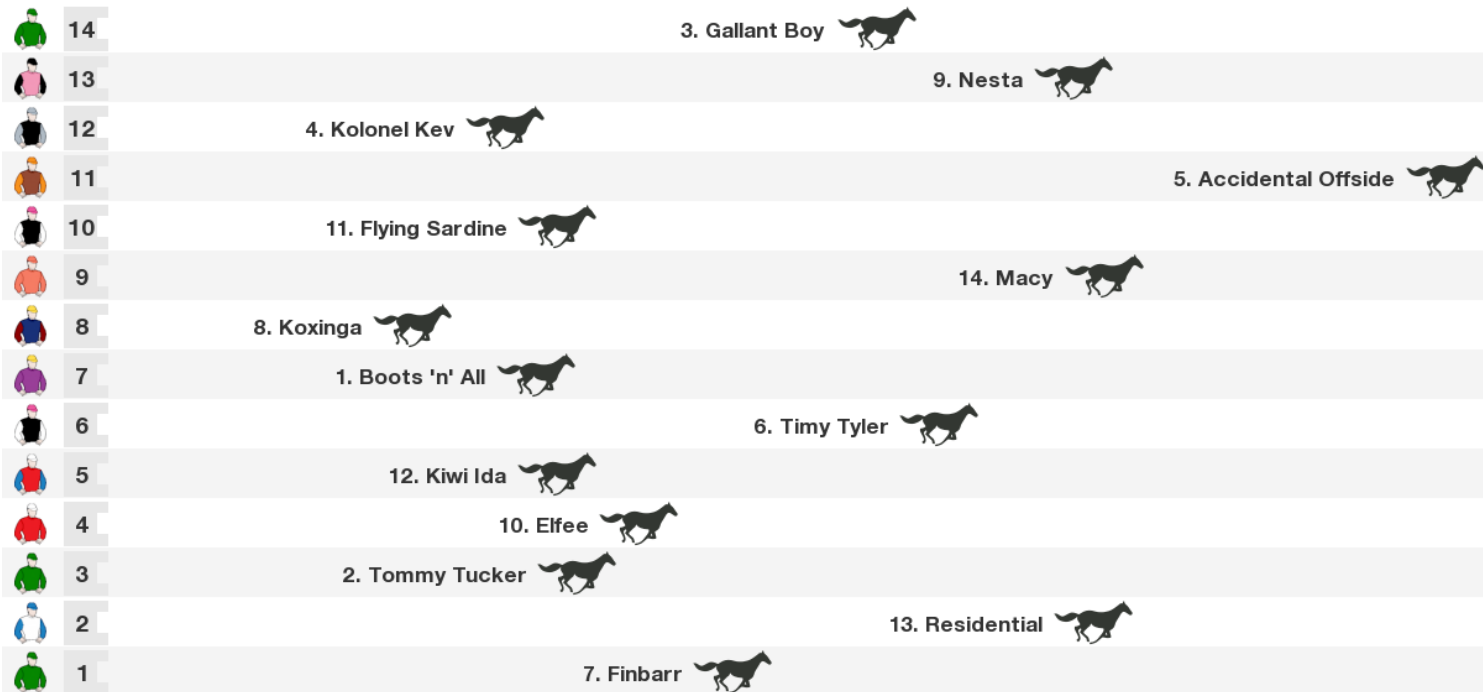 14 3. Gallant Boy
13 9. Nesta
12 4. Kolonel Kev
11 5. Accidental Offside
10 11. Flying Sardine
9 14. Macy
8 8. Koxinga
7 1. Boots 'n' All
6 6. Timy Tyler
5 12. Kiwi Ida
4 10. Elfee
3 2. Tommy Tucker
2 13. Residential
1 7. Finbarr